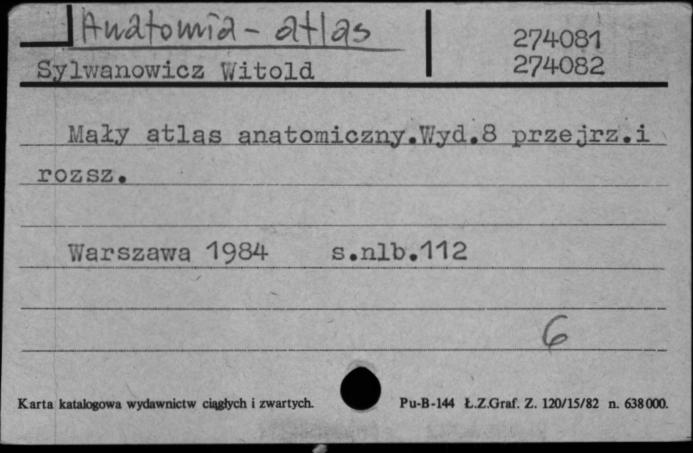 Anatomia - atlas
274081
Sylwanowicz Witold
274082
Mały atlas anatomiczny.Wyd.8 przejrz.i
rozsz.
Warszawa 1984 s.nlb.112
6
Karta katalogowa wydawnictw ciągłych i zwartych.
Pu-B-144 Ł.Z.Graf. Z. 120/15/82 n. 638000.